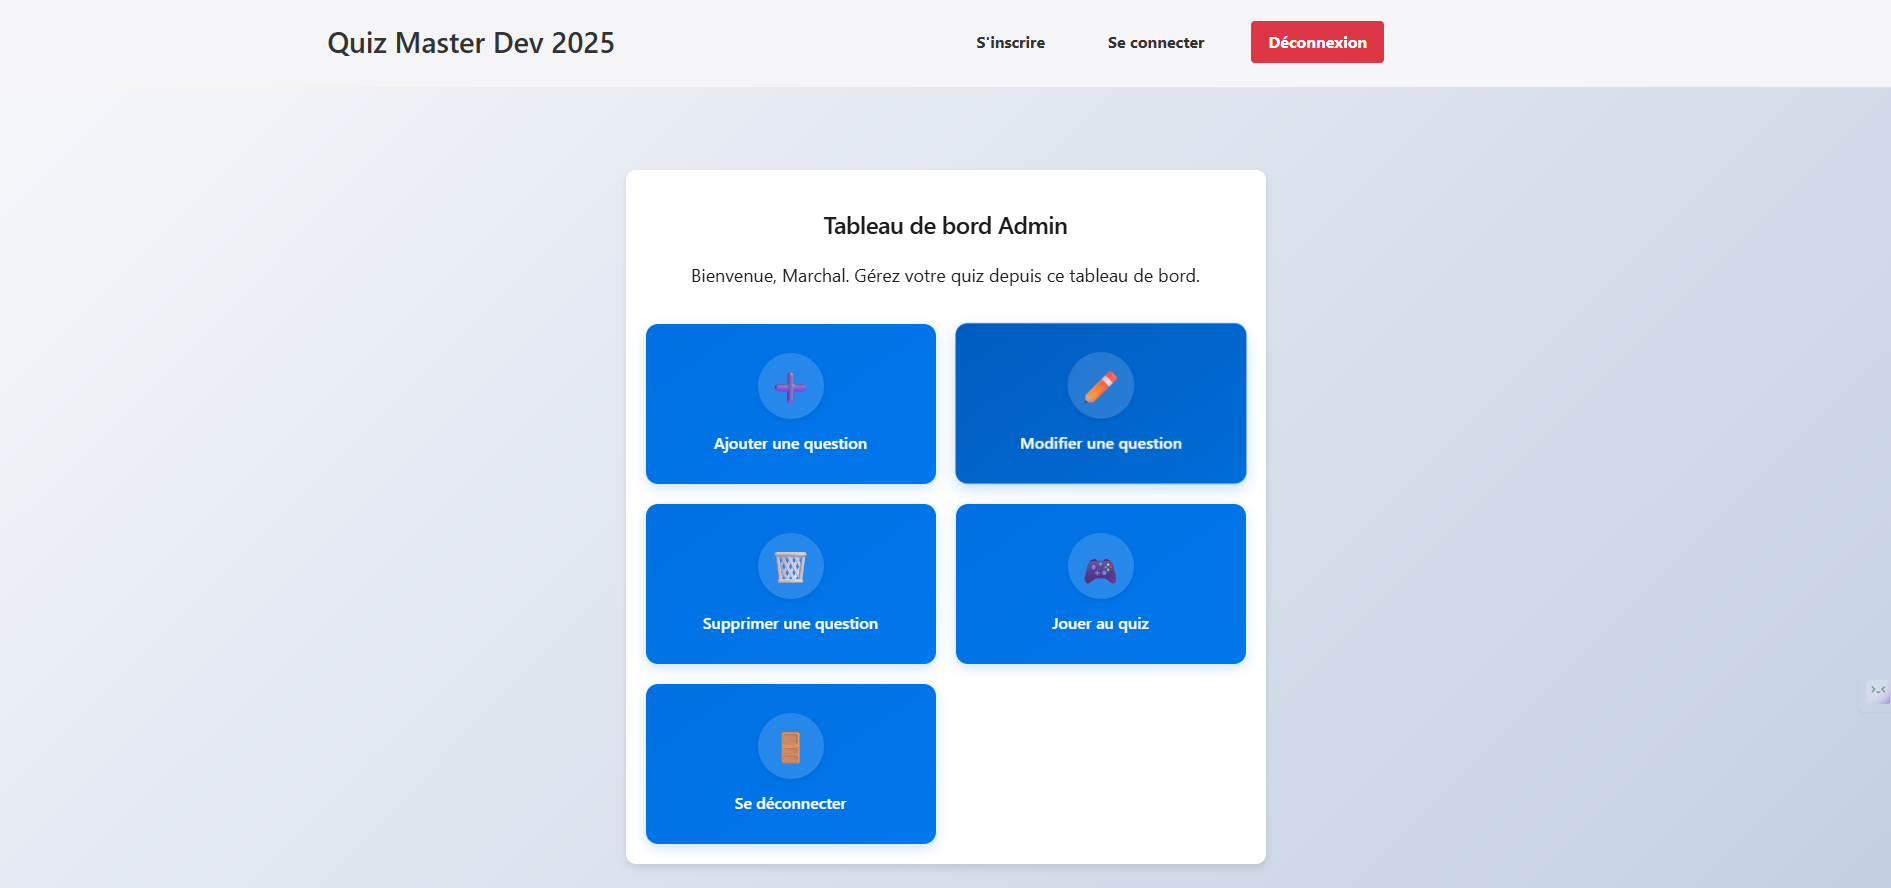 Quiz Master Dev 2025
S'inscrire
Se connecter
Déconnexion
Tableau de bord Admin
Bienvenue, Marchal. Gérez votre quiz depuis ce tableau de bord.
Ajouter une question
Modifier une question
Supprimer une question
Jouer au quiz
Se déconnecter